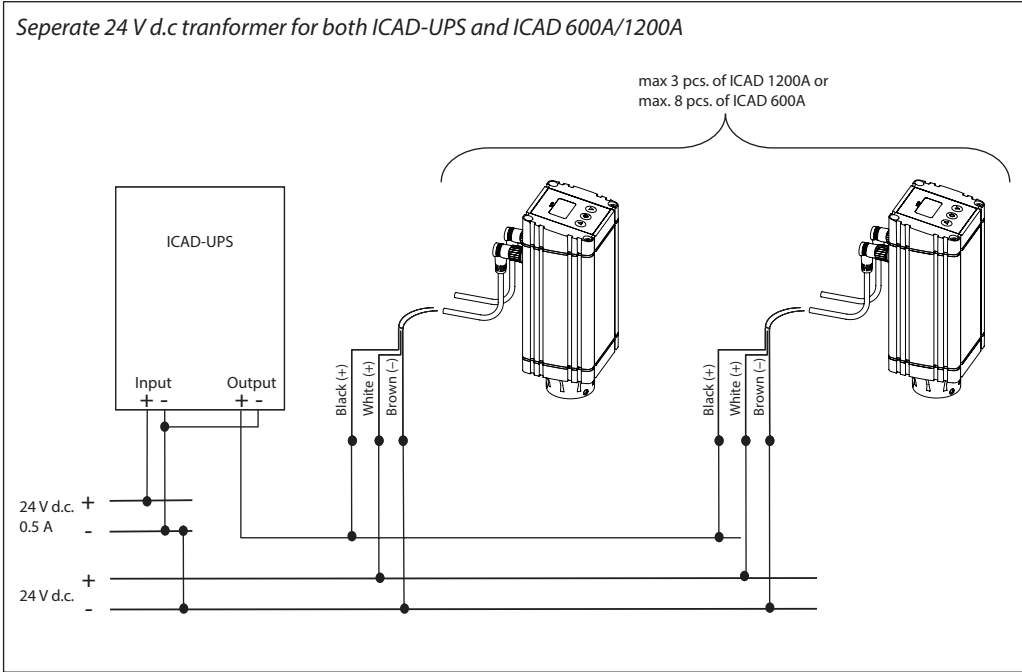 Seperate 24 V d.c tranformer for both ICAD-UPS and ICAD 600A/1200A
max 3 pcs. of ICAD 1200A or
max. 8 pcs. of ICAD 600A
ICAD-UPS
Input Output
+ - + -
Black (+)
White (+)
Brown (–)
Black (+)
White (+)
Brown (–)
24 V d.c. +
0.5 A -
+
24 V d.c.
-